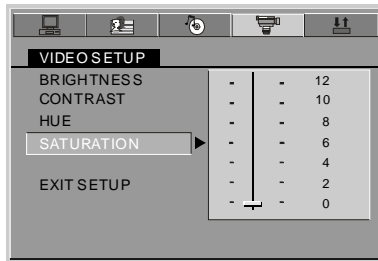 VIDEO SETUP
BRIGHTNESS
CONTRAST
HUE
SATURATION
EXIT SETUP
12
10
8
6
4
2
0